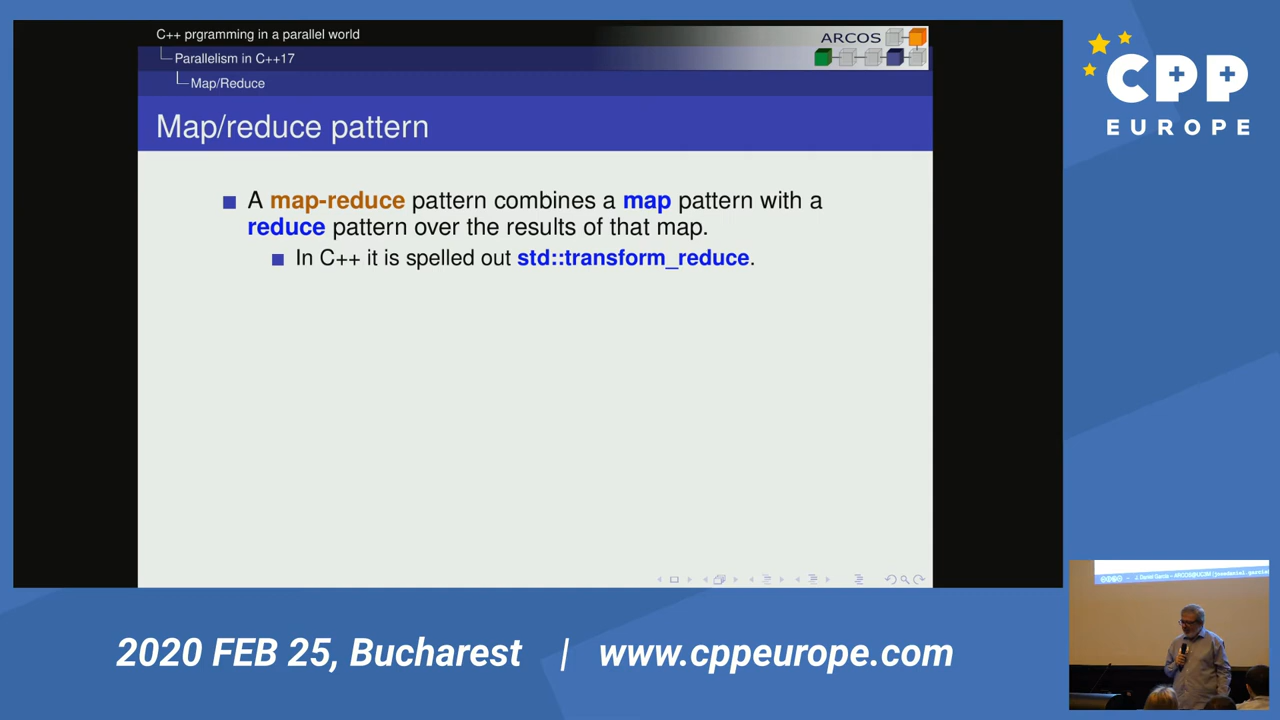 C++ prgramming in a parallel world
Parallelism in C++17
Map/Reduce
ARCOS
Map/reduce pattern
A map-reduce pattern combines a map pattern with a
reduce pattern over the results of that map.
In C++ it is spelled out std::transform_reduce.
CPP
EUROPE
2020 FEB 25, Bucharest | www.cppeurope.com